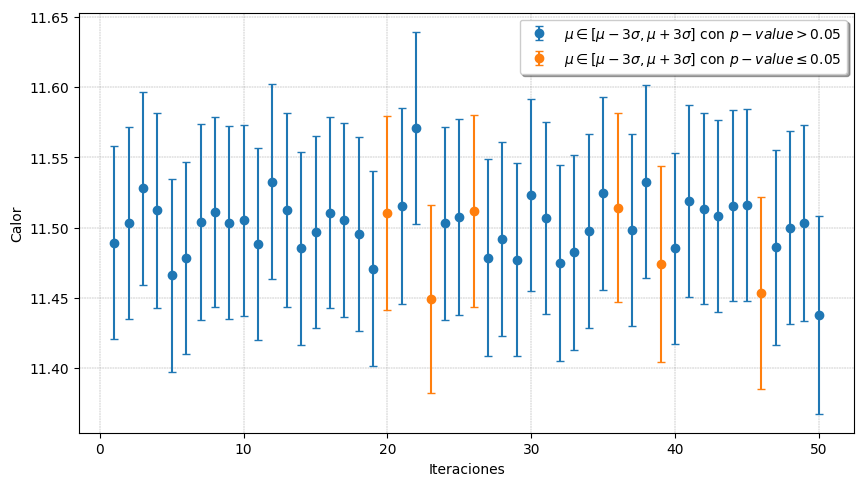 11.65
11.60
11.55
11.50
11.45
11.40
Calor
μ ∈ [μ − 3σ, μ + 3σ] con p − value > 0.05
μ ∈ [μ − 3σ, μ + 3σ] con p − value ≤ 0.05
0 10 20 30 40 50
Iteraciones